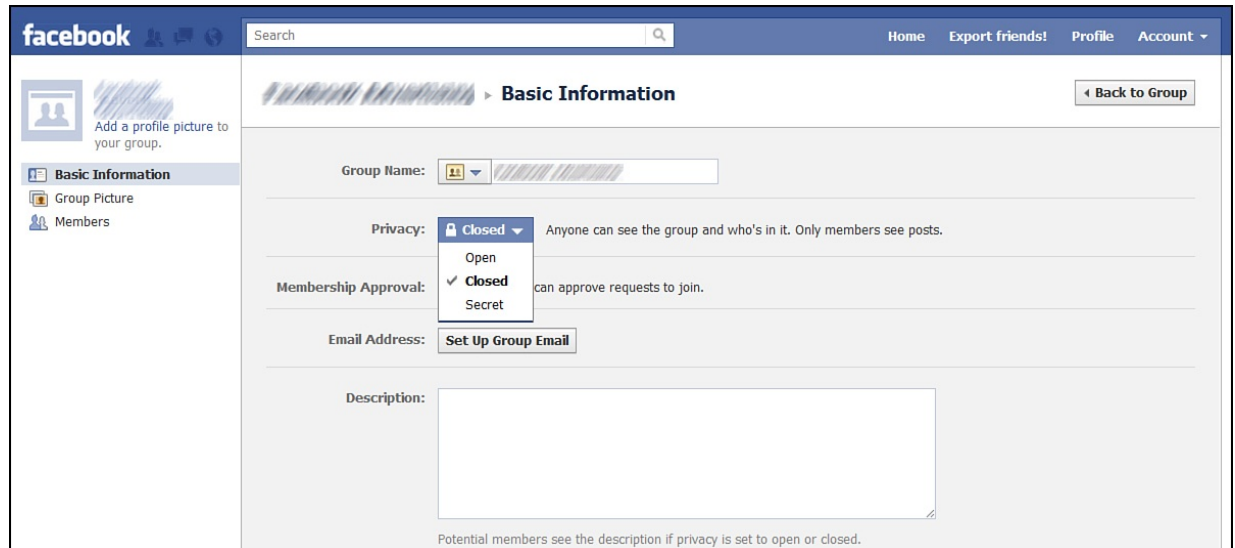 facebook
Search
Home Export friends! Profile Account
Add a profile picture to
your group.
Basic Information
Group Picture
Members
Basic Information
Back to Group
Group Name:
Privacy: Closed Anyone can see the group and who's in it. Only members see posts.
Open
Closed
Secret
Membership Approval: can approve requests to join.
Email Address: Set Up Group Email
Description:
Potential members see the description if privacy is set to open or closed.